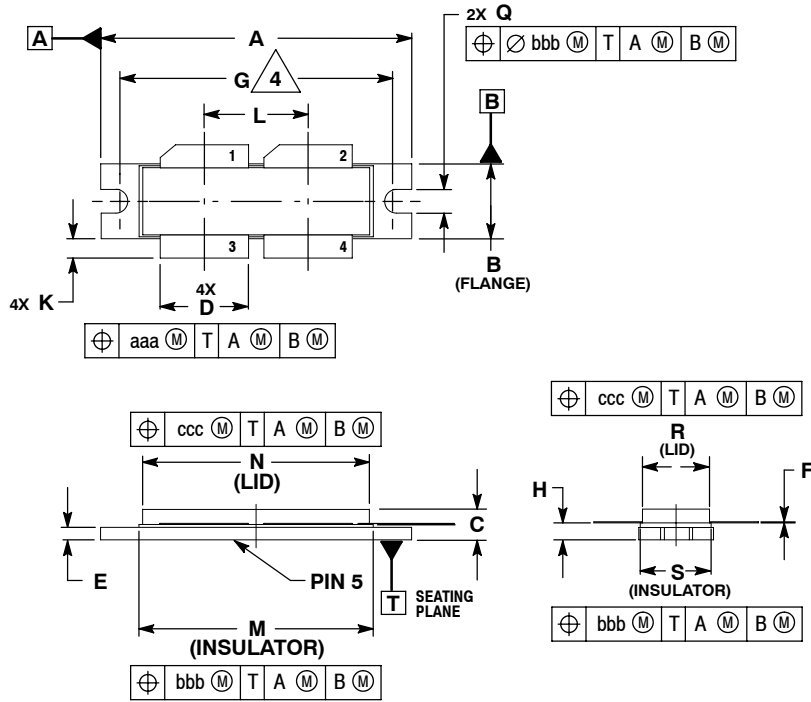 2X Q
⌖ ∅ bbb Ⓜ T A Ⓜ B Ⓜ
A A
G 4
L
B
1 2
3 4
B
(FLANGE)
4X K
4X
D
⌖ aaa Ⓜ T A Ⓜ B Ⓜ
⌖ ccc Ⓜ T A Ⓜ B Ⓜ
N
(LID)
C
E
PIN 5
T SEATING
PLANE
M
(INSULATOR)
⌖ bbb Ⓜ T A Ⓜ B Ⓜ
⌖ ccc Ⓜ T A Ⓜ B Ⓜ
R
(LID)
H
F
S
(INSULATOR)
⌖ bbb Ⓜ T A Ⓜ B Ⓜ